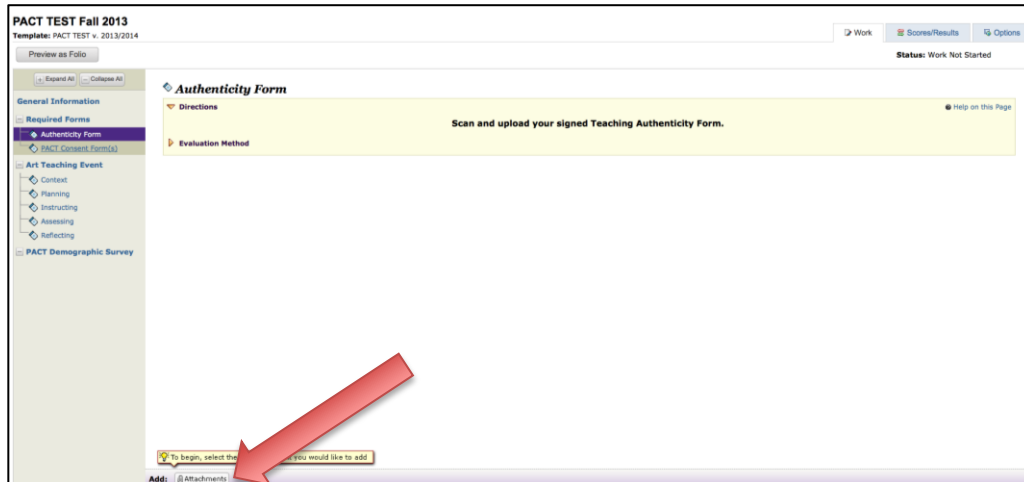 PACT TEST Fall 2013
Template: PACT TEST v. 2013/2014
Work
Scores/Results
Options
Preview as Folio
Status: Work Not Started
Expand All
Collapse All
Authenticity Form
General Information
Directions
Help on this Page
Required Forms
Scan and upload your signed Teaching Authenticity Form.
Authenticity Form
Evaluation Method
PACT Consent Form(s)
Art Teaching Event
Context
Planning
Instructing
Assessing
Reflecting
PACT Demographic Survey
To begin, select the you would like to add
Add: Attachments